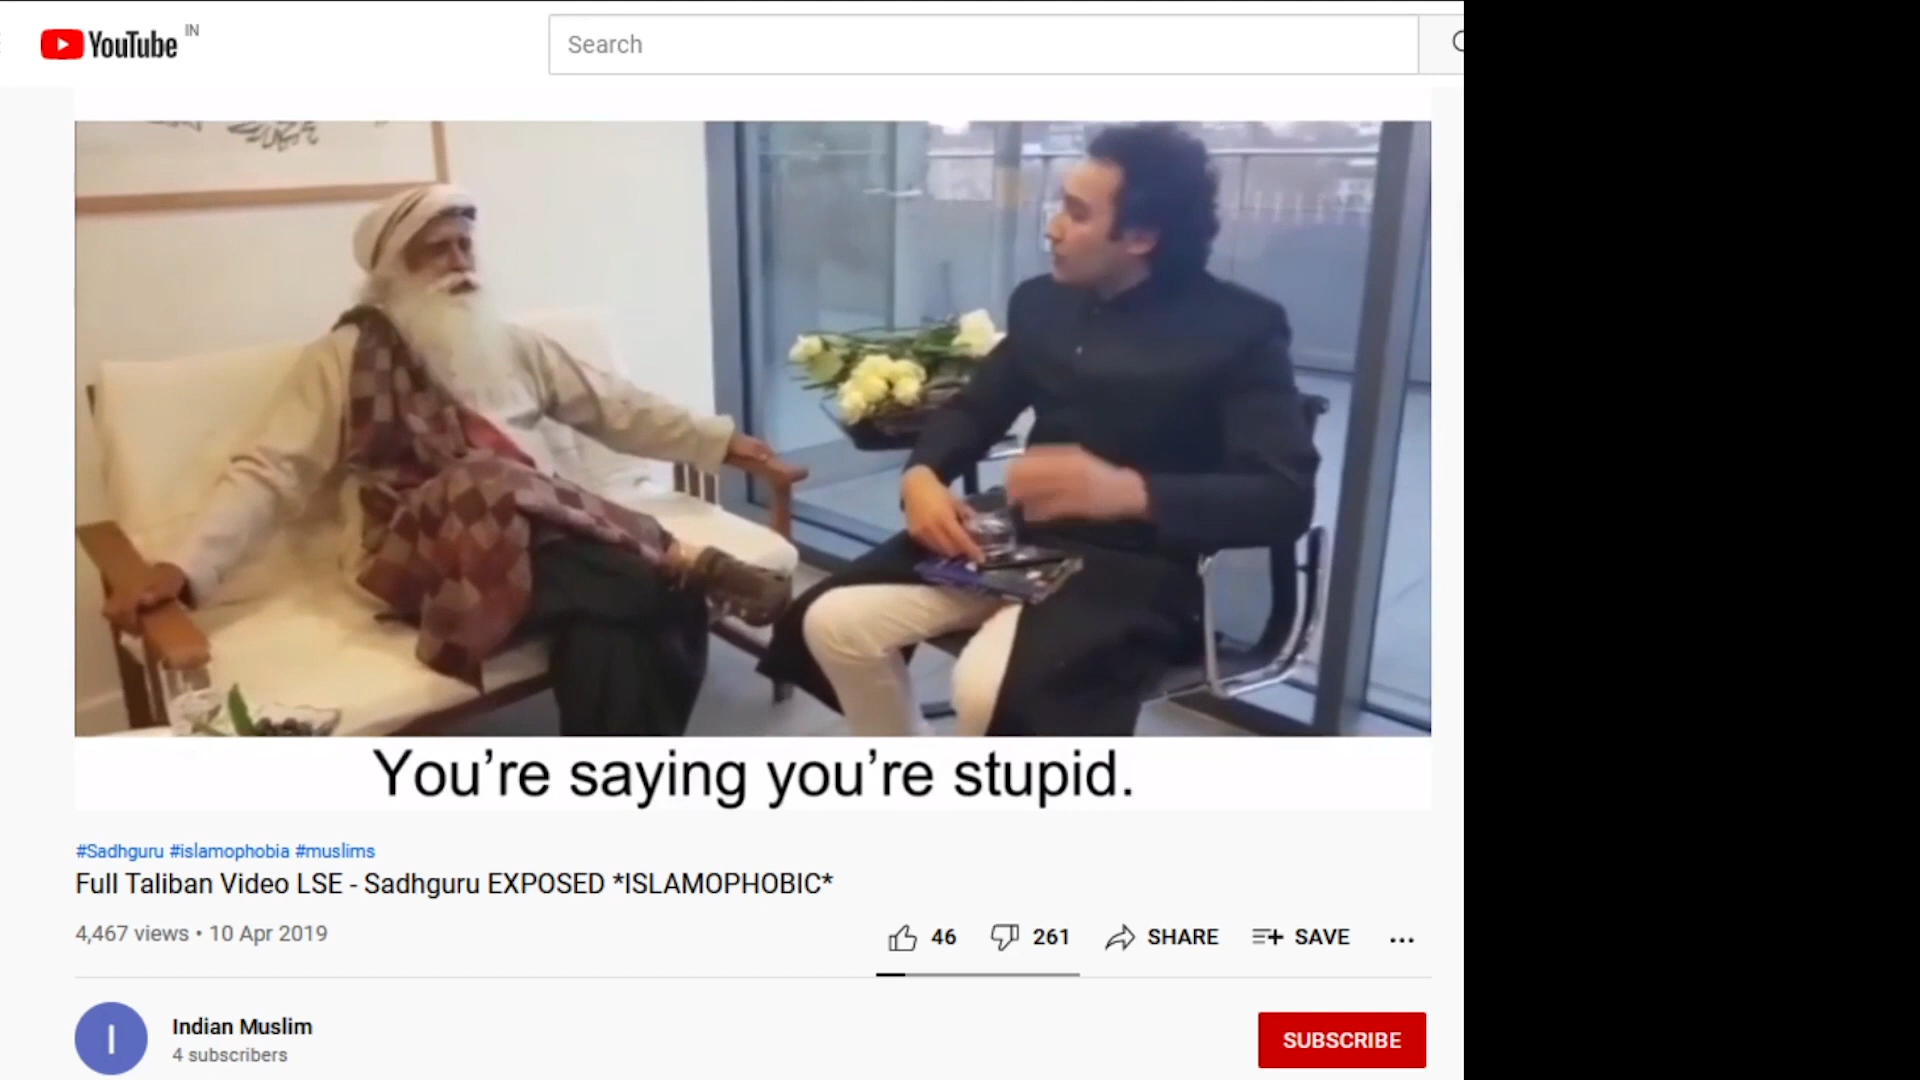 YouTube IN
Search
You're saying you're stupid.
#Sadhguru #islamophobia #muslims
Full Taliban Video LSE - Sadhguru EXPOSED *ISLAMOPHOBIC*
4,467 views • 10 Apr 2019
46 261 SHARE SAVE ...
I
Indian Muslim
4 subscribers
SUBSCRIBE